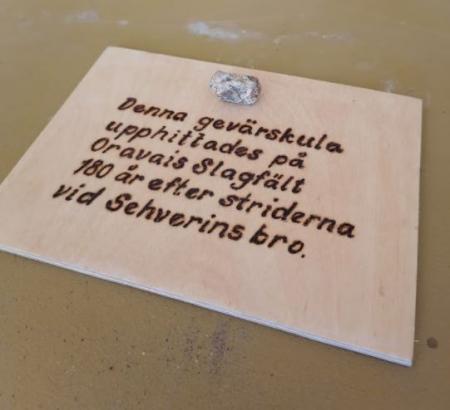 Denna gevärskula
upphittades på
Oravais Slagfält
180 år efter striderna
vid Sehverins bro.